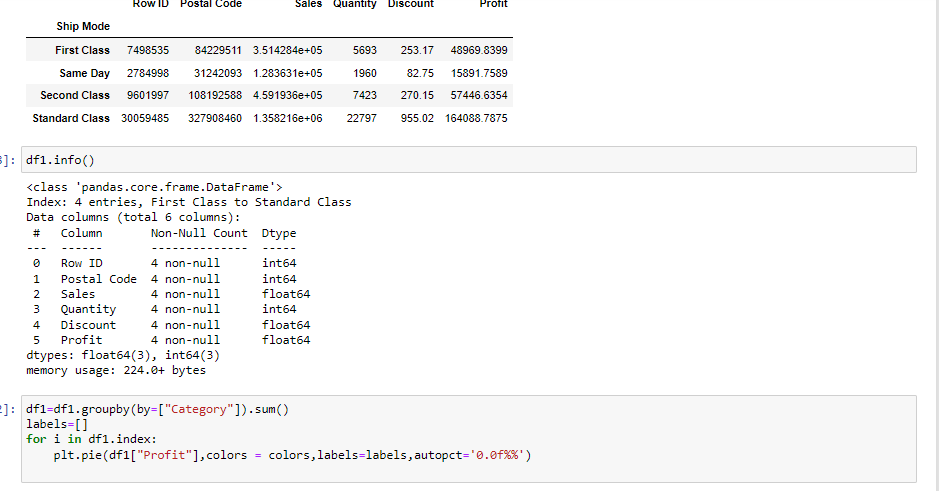 Row ID Postal Code Sales Quantity Discount Profit
Ship Mode
First Class 7498535 84229511 3.514284e+05 5693 253.17 48969.8399
Same Day 2784998 31242093 1.283631e+05 1960 82.75 15891.7589
Second Class 9601997 108192588 4.591936e+05 7423 270.15 57446.6354
Standard Class 30059485 327908460 1.358216e+06 22797 955.02 164088.7875
]: df1.info()
<class 'pandas.core.frame.DataFrame'>
Index: 4 entries, First Class to Standard Class
Data columns (total 6 columns):
# Column Non-Null Count Dtype
--- ------ -------------- -----
0 Row ID 4 non-null int64
1 Postal Code 4 non-null int64
2 Sales 4 non-null float64
3 Quantity 4 non-null int64
4 Discount 4 non-null float64
5 Profit 4 non-null float64
dtypes: float64(3), int64(3)
memory usage: 224.0+ bytes
]: df1=df1.groupby(by=["Category"]).sum()
labels=[]
for i in df1.index:
plt.pie(df1["Profit"],colors = colors,labels=labels,autopct='0.0f%%')